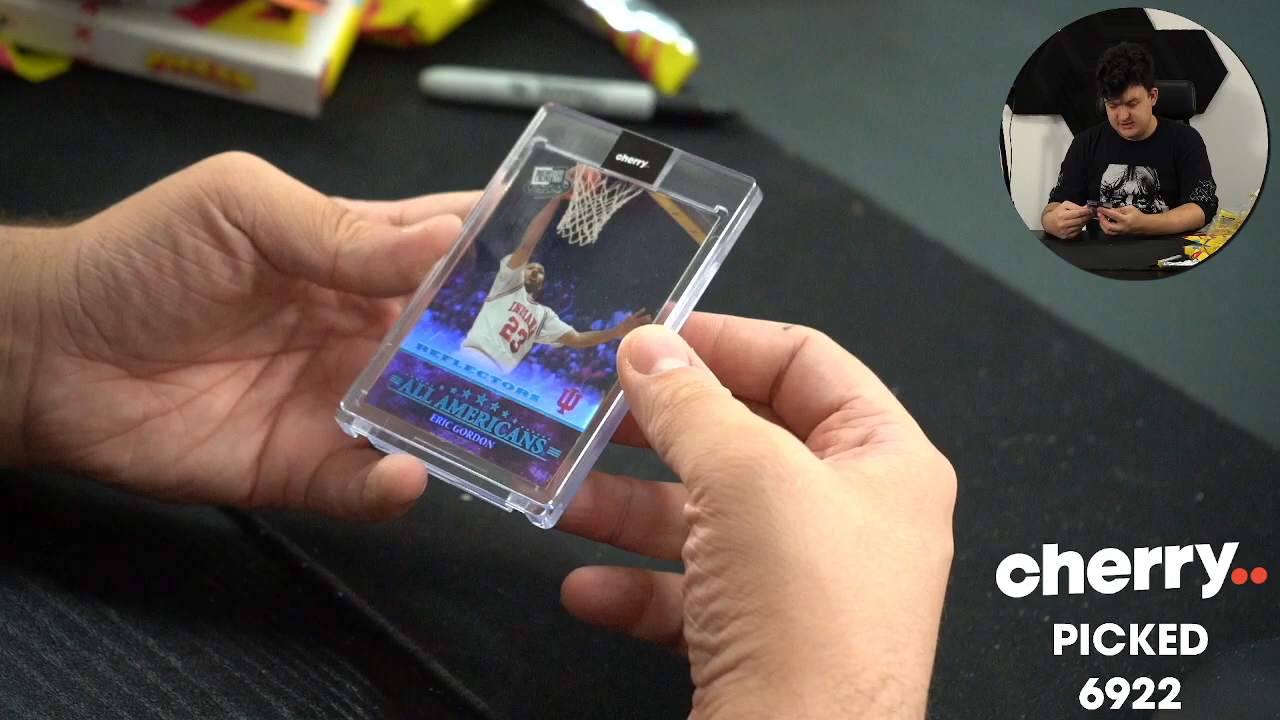 cherry
INDIANA
23
REFLECTORS
ALL AMERICANS
ERIC GORDON
cherry..
PICKED
6922